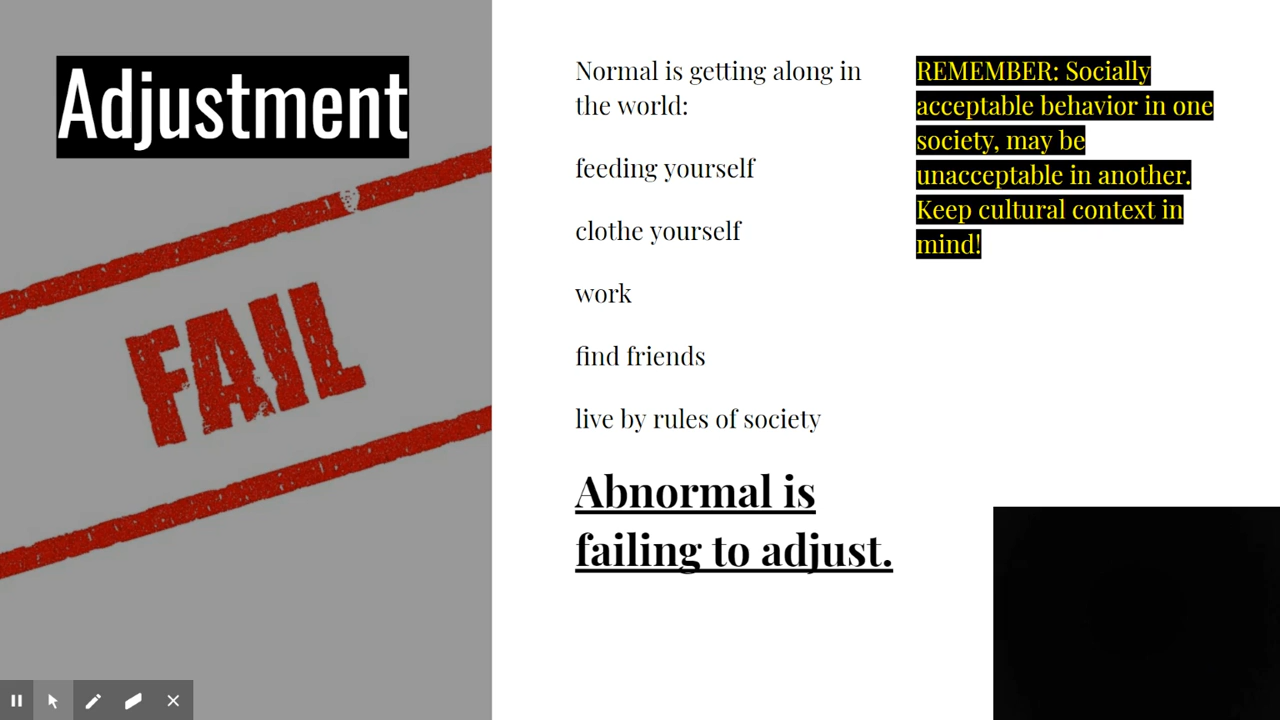 Adjustment
FAIL
Normal is getting along in
the world:
feeding yourself
clothe yourself
work
find friends
live by rules of society
Abnormal is
failing to adjust.
REMEMBER: Socially
acceptable behavior in one
society, may be
unacceptable in another.
Keep cultural context in
mind!